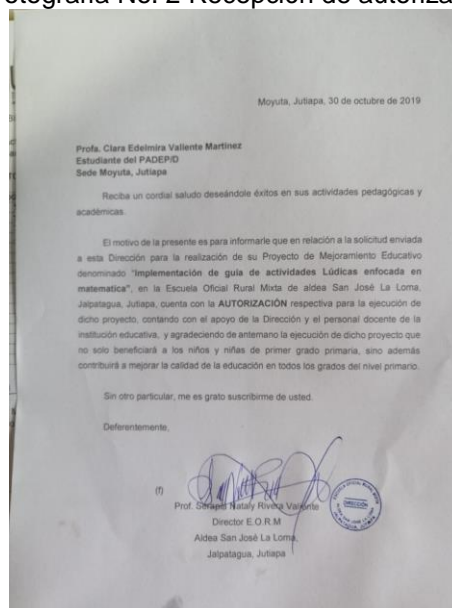 otografía No. 2 Recepción de autoriza
Moyuta, Jutiapa, 30 de octubre de 2019
Profa. Clara Edelmira Valiente Martínez
Estudiante del PADEP/D
Sede Moyuta, Jutiapa
Reciba un cordial saludo deseándole éxitos en sus actividades pedagógicas y
académicas.
El motivo de la presente es para informarle que en relación a la solicitud enviada
a esta Dirección para la realización de su Proyecto de Mejoramiento Educativo
denominado "Implementación de guía de actividades Lúdicas enfocada en
matematica", en la Escuela Oficial Rural Mixta de aldea San José La Loma,
Jalpatagua, Jutiapa, cuenta con la AUTORIZACIÓN respectiva para la ejecución de
dicho proyecto, contando con el apoyo de la Dirección y el personal docente de la
institución educativa, y agradeciendo de antemano la ejecución de dicho proyecto que
no solo beneficiará a los niños y niñas de primer grado primaria, sino además
contribuirá a mejorar la calidad de la educación en todos los grados del nivel primario.
Sin otro particular, me es grato suscribirme de usted.
Deferentemente,
(f)
Prof. Nataly Rivera Valiente
Director E.O.R.M
Aldea San José La Loma,
Jalpatagua, Jutiapa
DIRECCIÓN